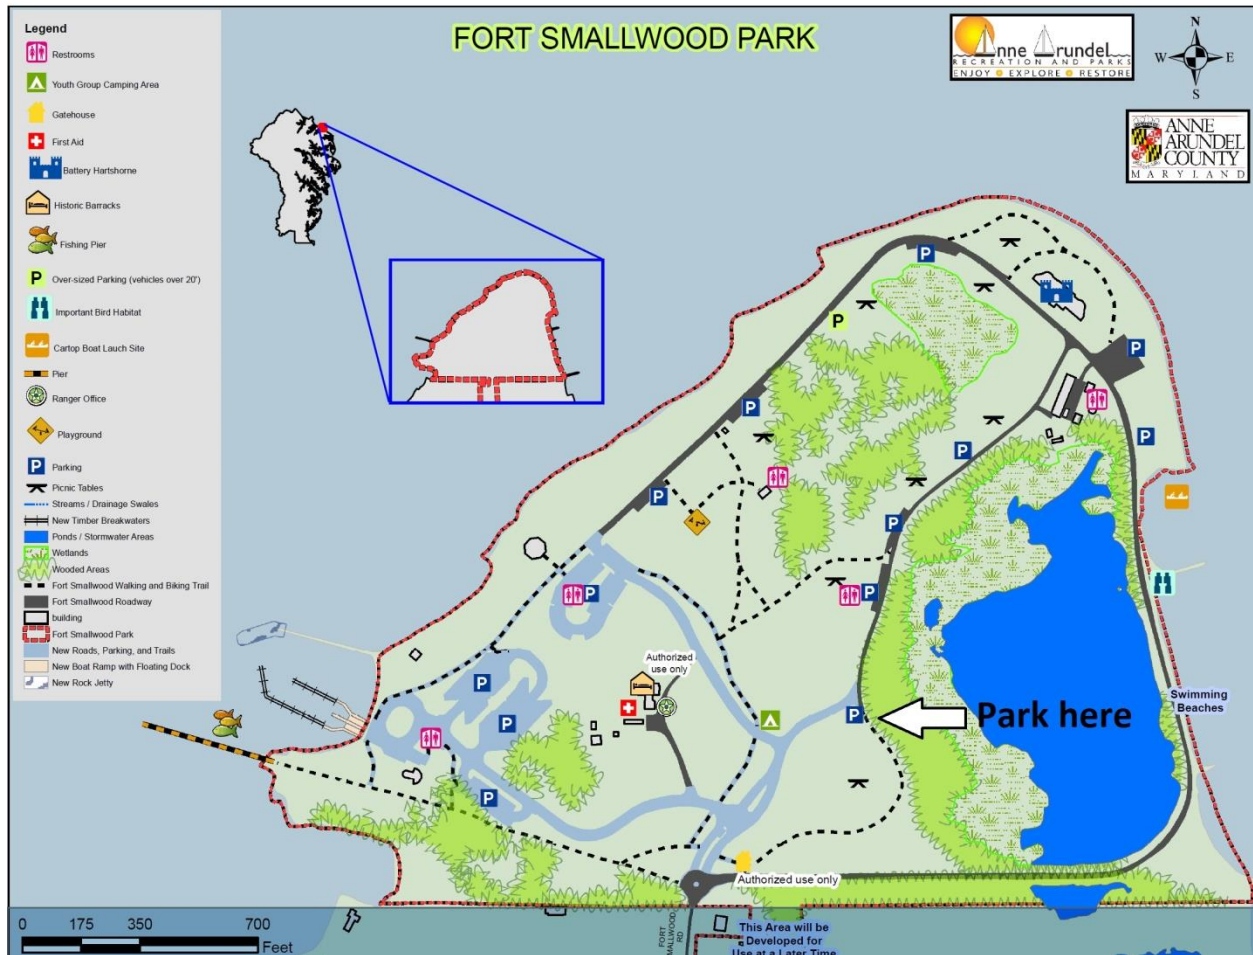 FORT SMALLWOOD PARK
Legend
Restrooms
Youth Group Camping Area
Gatehouse
First Aid
Battery Hartshorne
Historic Barracks
Fishing Pier
P
Over-sized Parking (vehicles over 20')
Important Bird Habitat
Cartop Boat Lauch Site
Pier
Ranger Office
Playground
P
Parking
Picnic Tables
Streams / Drainage Swales
New Timber Breakwaters
Ponds / Stormwater Areas
Wetlands
Wooded Areas
Fort Smallwood Walking and Biking Trail
Fort Smallwood Roadway
building
Fort Smallwood Park
New Roads, Parking, and Trails
New Boat Ramp with Floating Dock
New Rock Jetty
Anne Arundel
RECREATION AND PARKS
ENJOY EXPLORE RESTORE
N
W E
S
ANNE
ARUNDEL
COUNTY
MARYLAND
P
P
P
P
P
P
P
P
P
P
P
Authorized
use only
P
P
P
P
Park here
Swimming
Beaches
Authorized use only
0 175 350 700
Feet
FORT
SMALLWOOD
RD
This Area will be
Developed for
Use at a Later Time